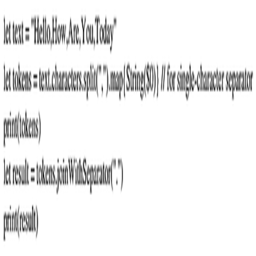 let text = "Hello,How,Are,You,Today"
let tokens = text.characters.split(",").map{String($0)} // for single-character separator
print(tokens)
let result = tokens.joinWithSeparator(".")
print(result)